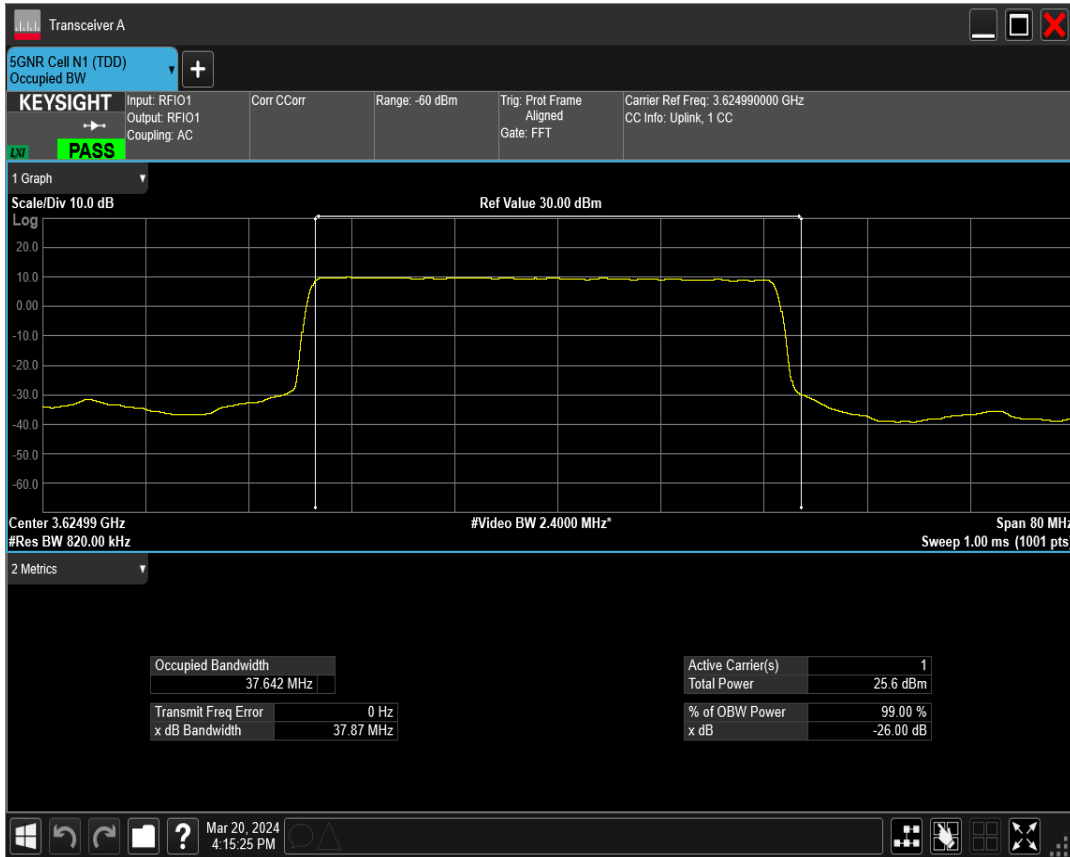 Transceiver A
5GNR Cell N1 (TDD)
Occupied BW
+
KEYSIGHT
LXI
PASS
Input: RFIO1
Output: RFIO1
Coupling: AC
Corr CCorr
Range: -60 dBm
Trig: Prot Frame
Aligned
Gate: FFT
Carrier Ref Freq: 3.624990000 GHz
CC Info: Uplink, 1 CC
1 Graph
Scale/Div 10.0 dB
Ref Value 30.00 dBm
Log
20.0
10.0
0.00
-10.0
-20.0
-30.0
-40.0
-50.0
-60.0
Center 3.62499 GHz
#Video BW 2.4000 MHz*
Span 80 MHz
#Res BW 820.00 kHz
Sweep 1.00 ms (1001 pts)
2 Metrics
Occupied Bandwidth
37.642 MHz
Transmit Freq Error 0 Hz
x dB Bandwidth 37.87 MHz
Active Carrier(s) 1
Total Power 25.6 dBm
% of OBW Power 99.00 %
x dB -26.00 dB
?
Mar 20, 2024
4:15:25 PM